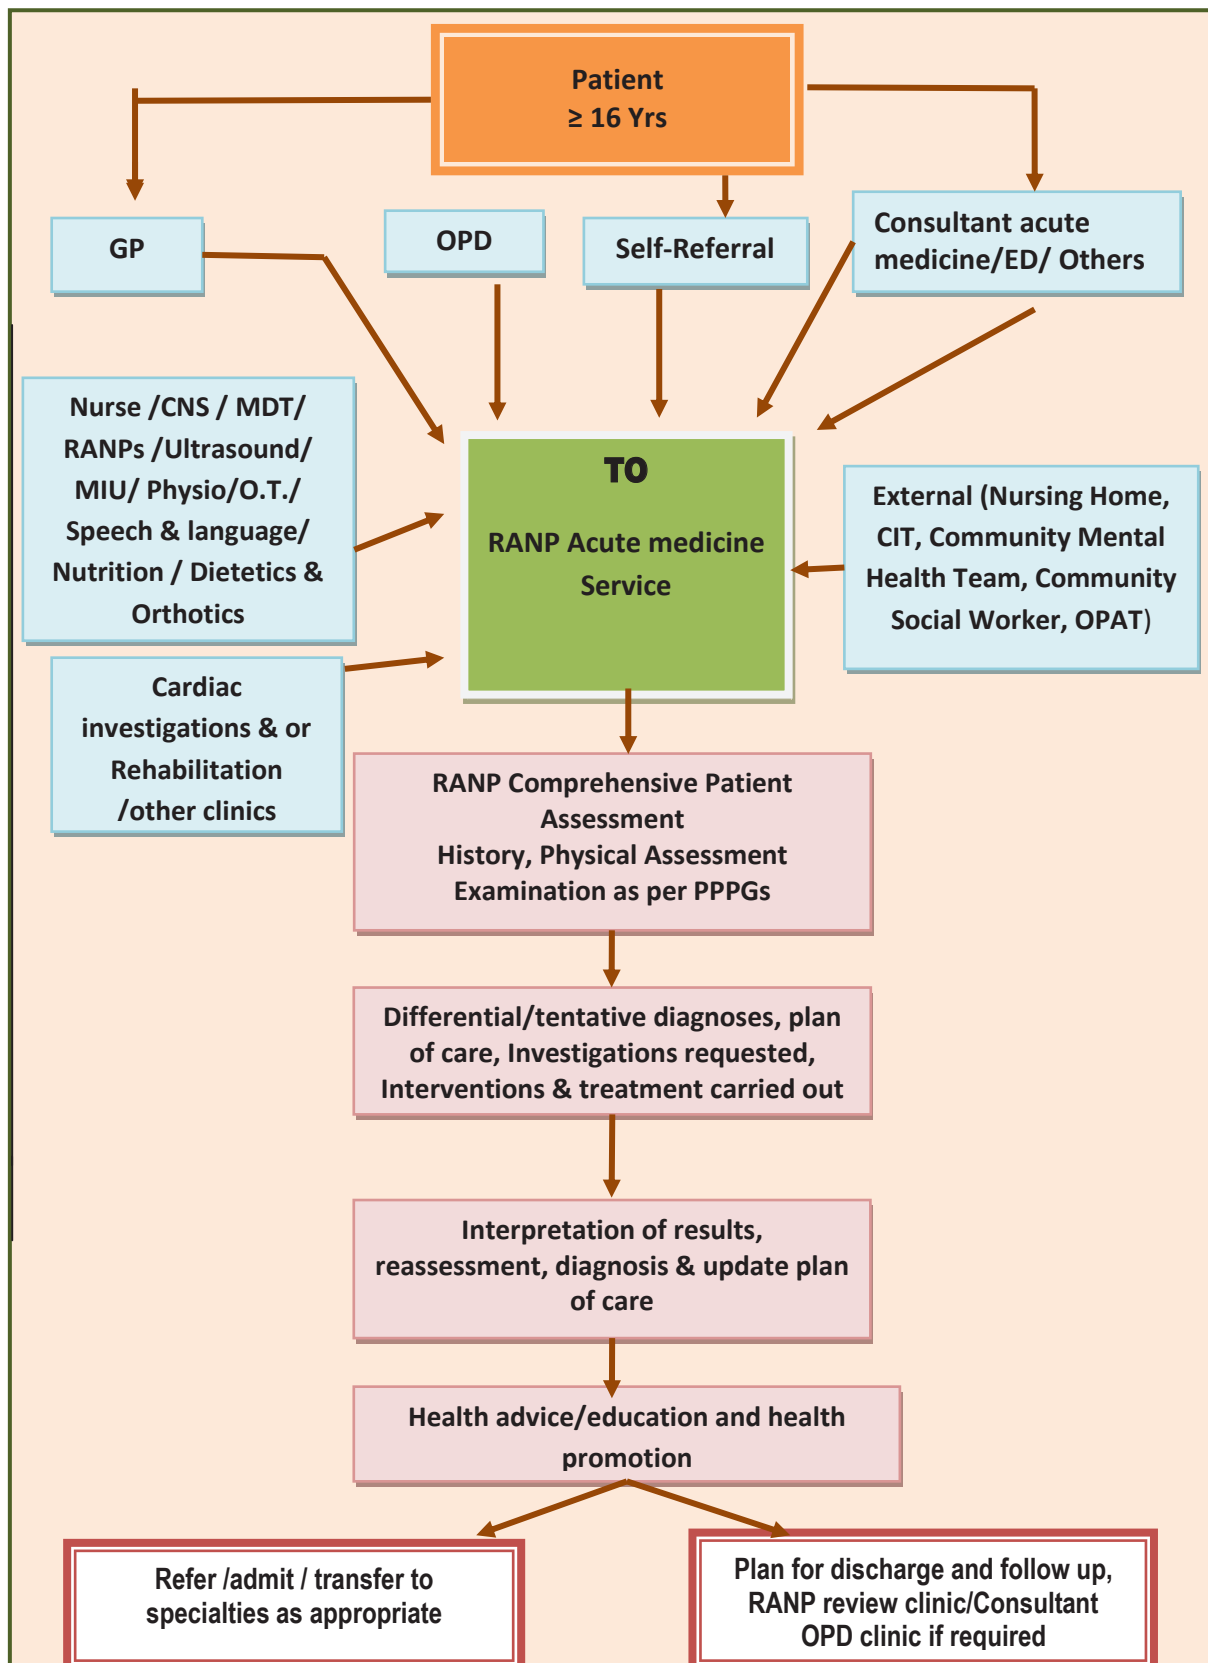 Patient
≥ 16 Yrs
GP
OPD
Self-Referral
Consultant acute
medicine/ED/ Others
Nurse /CNS / MDT/
RANPs /Ultrasound/
MIU/ Physio/O.T./
Speech & language/
Nutrition / Dietetics &
Orthotics
TO
RANP Acute medicine
Service
External (Nursing Home,
CIT, Community Mental
Health Team, Community
Social Worker, OPAT)
Cardiac
investigations & or
Rehabilitation
/other clinics
RANP Comprehensive Patient
Assessment
History, Physical Assessment
Examination as per PPPGs
Differential/tentative diagnoses, plan
of care, Investigations requested,
Interventions & treatment carried out
Interpretation of results,
reassessment, diagnosis & update plan
of care
Health advice/education and health
promotion
Refer /admit / transfer to
specialties as appropriate
Plan for discharge and follow up,
RANP review clinic/Consultant
OPD clinic if required